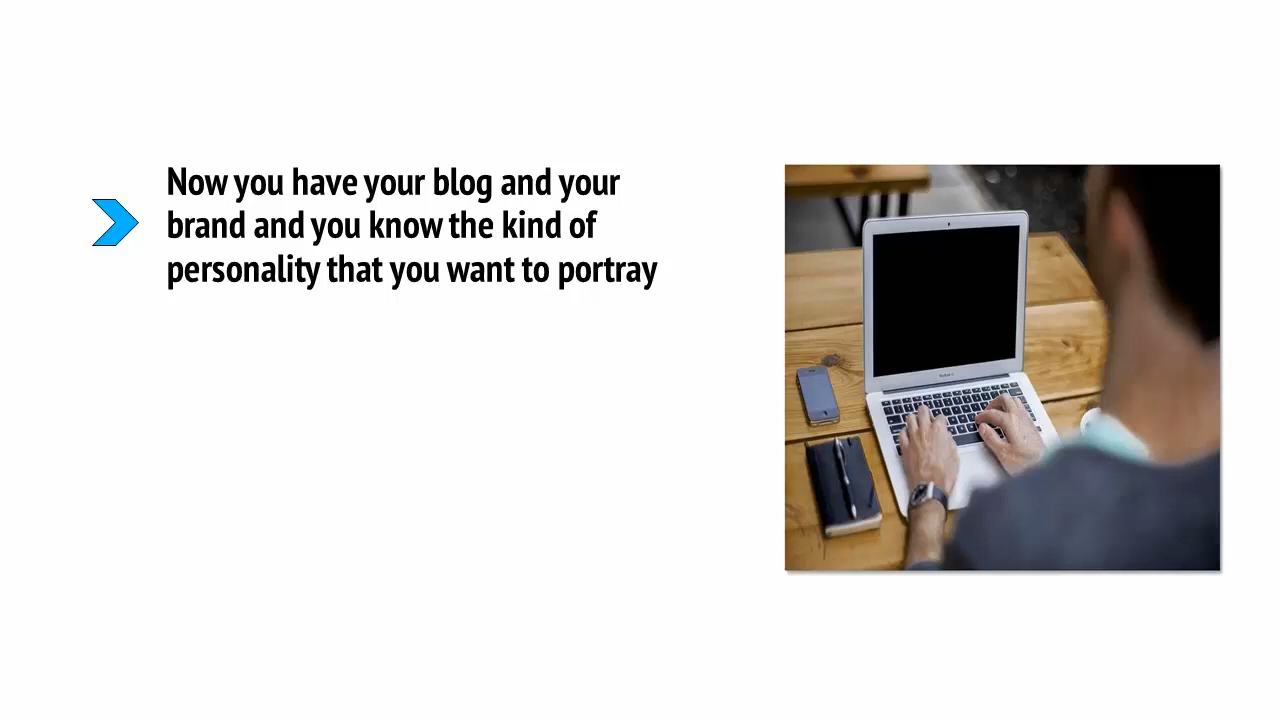 Now you have your blog and your
brand and you know the kind of
personality that you want to portray